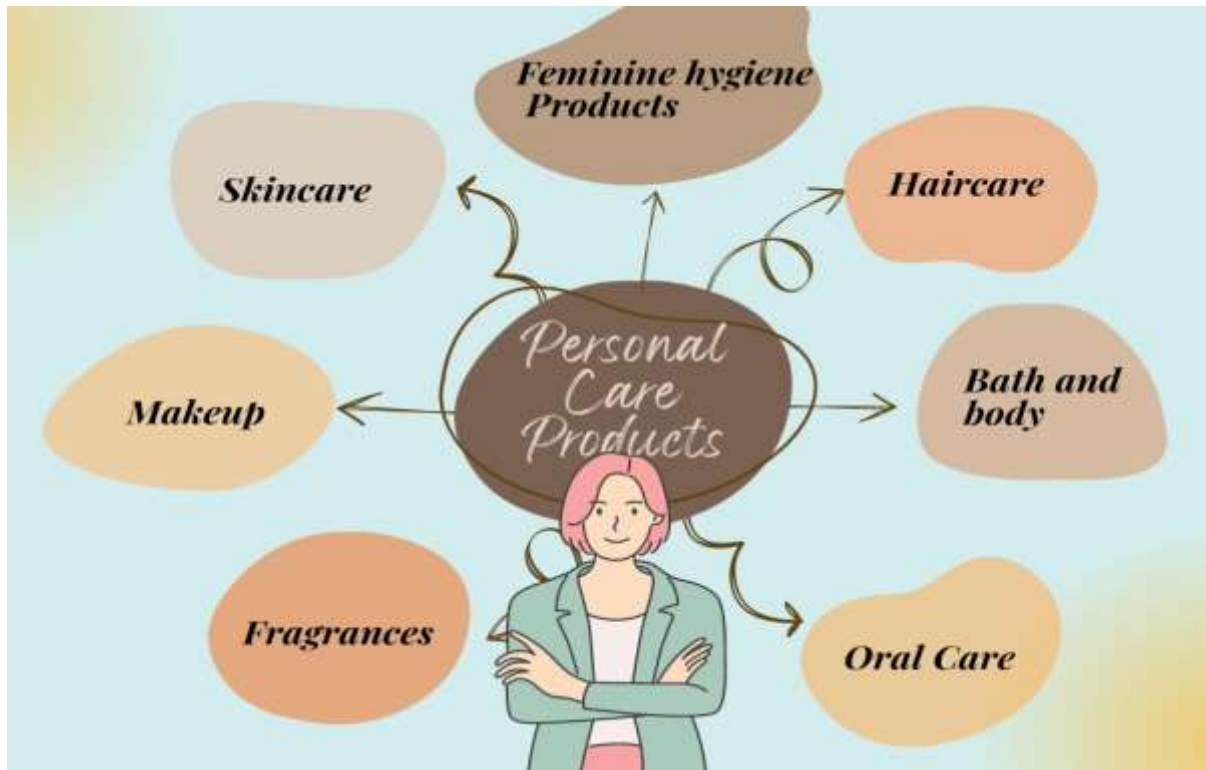 Feminine hygiene
Products
Skincare
Haircare
Personal
Care
Products
Makeup
Bath and
body
Fragrances
Oral Care